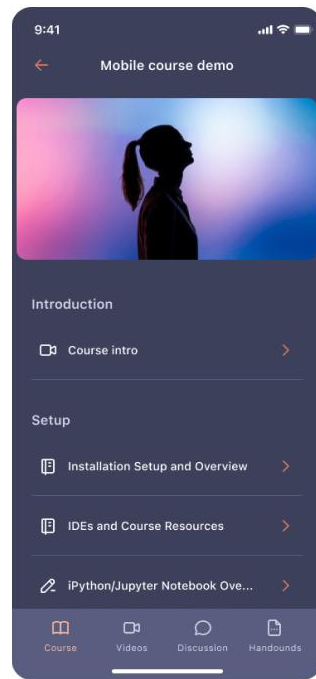 9:41
Mobile course demo
Introduction
Course intro
Setup
Installation Setup and Overview
IDEs and Course Resources
iPython/Jupyter Notebook Ove...
Course Videos Discussion Handounds